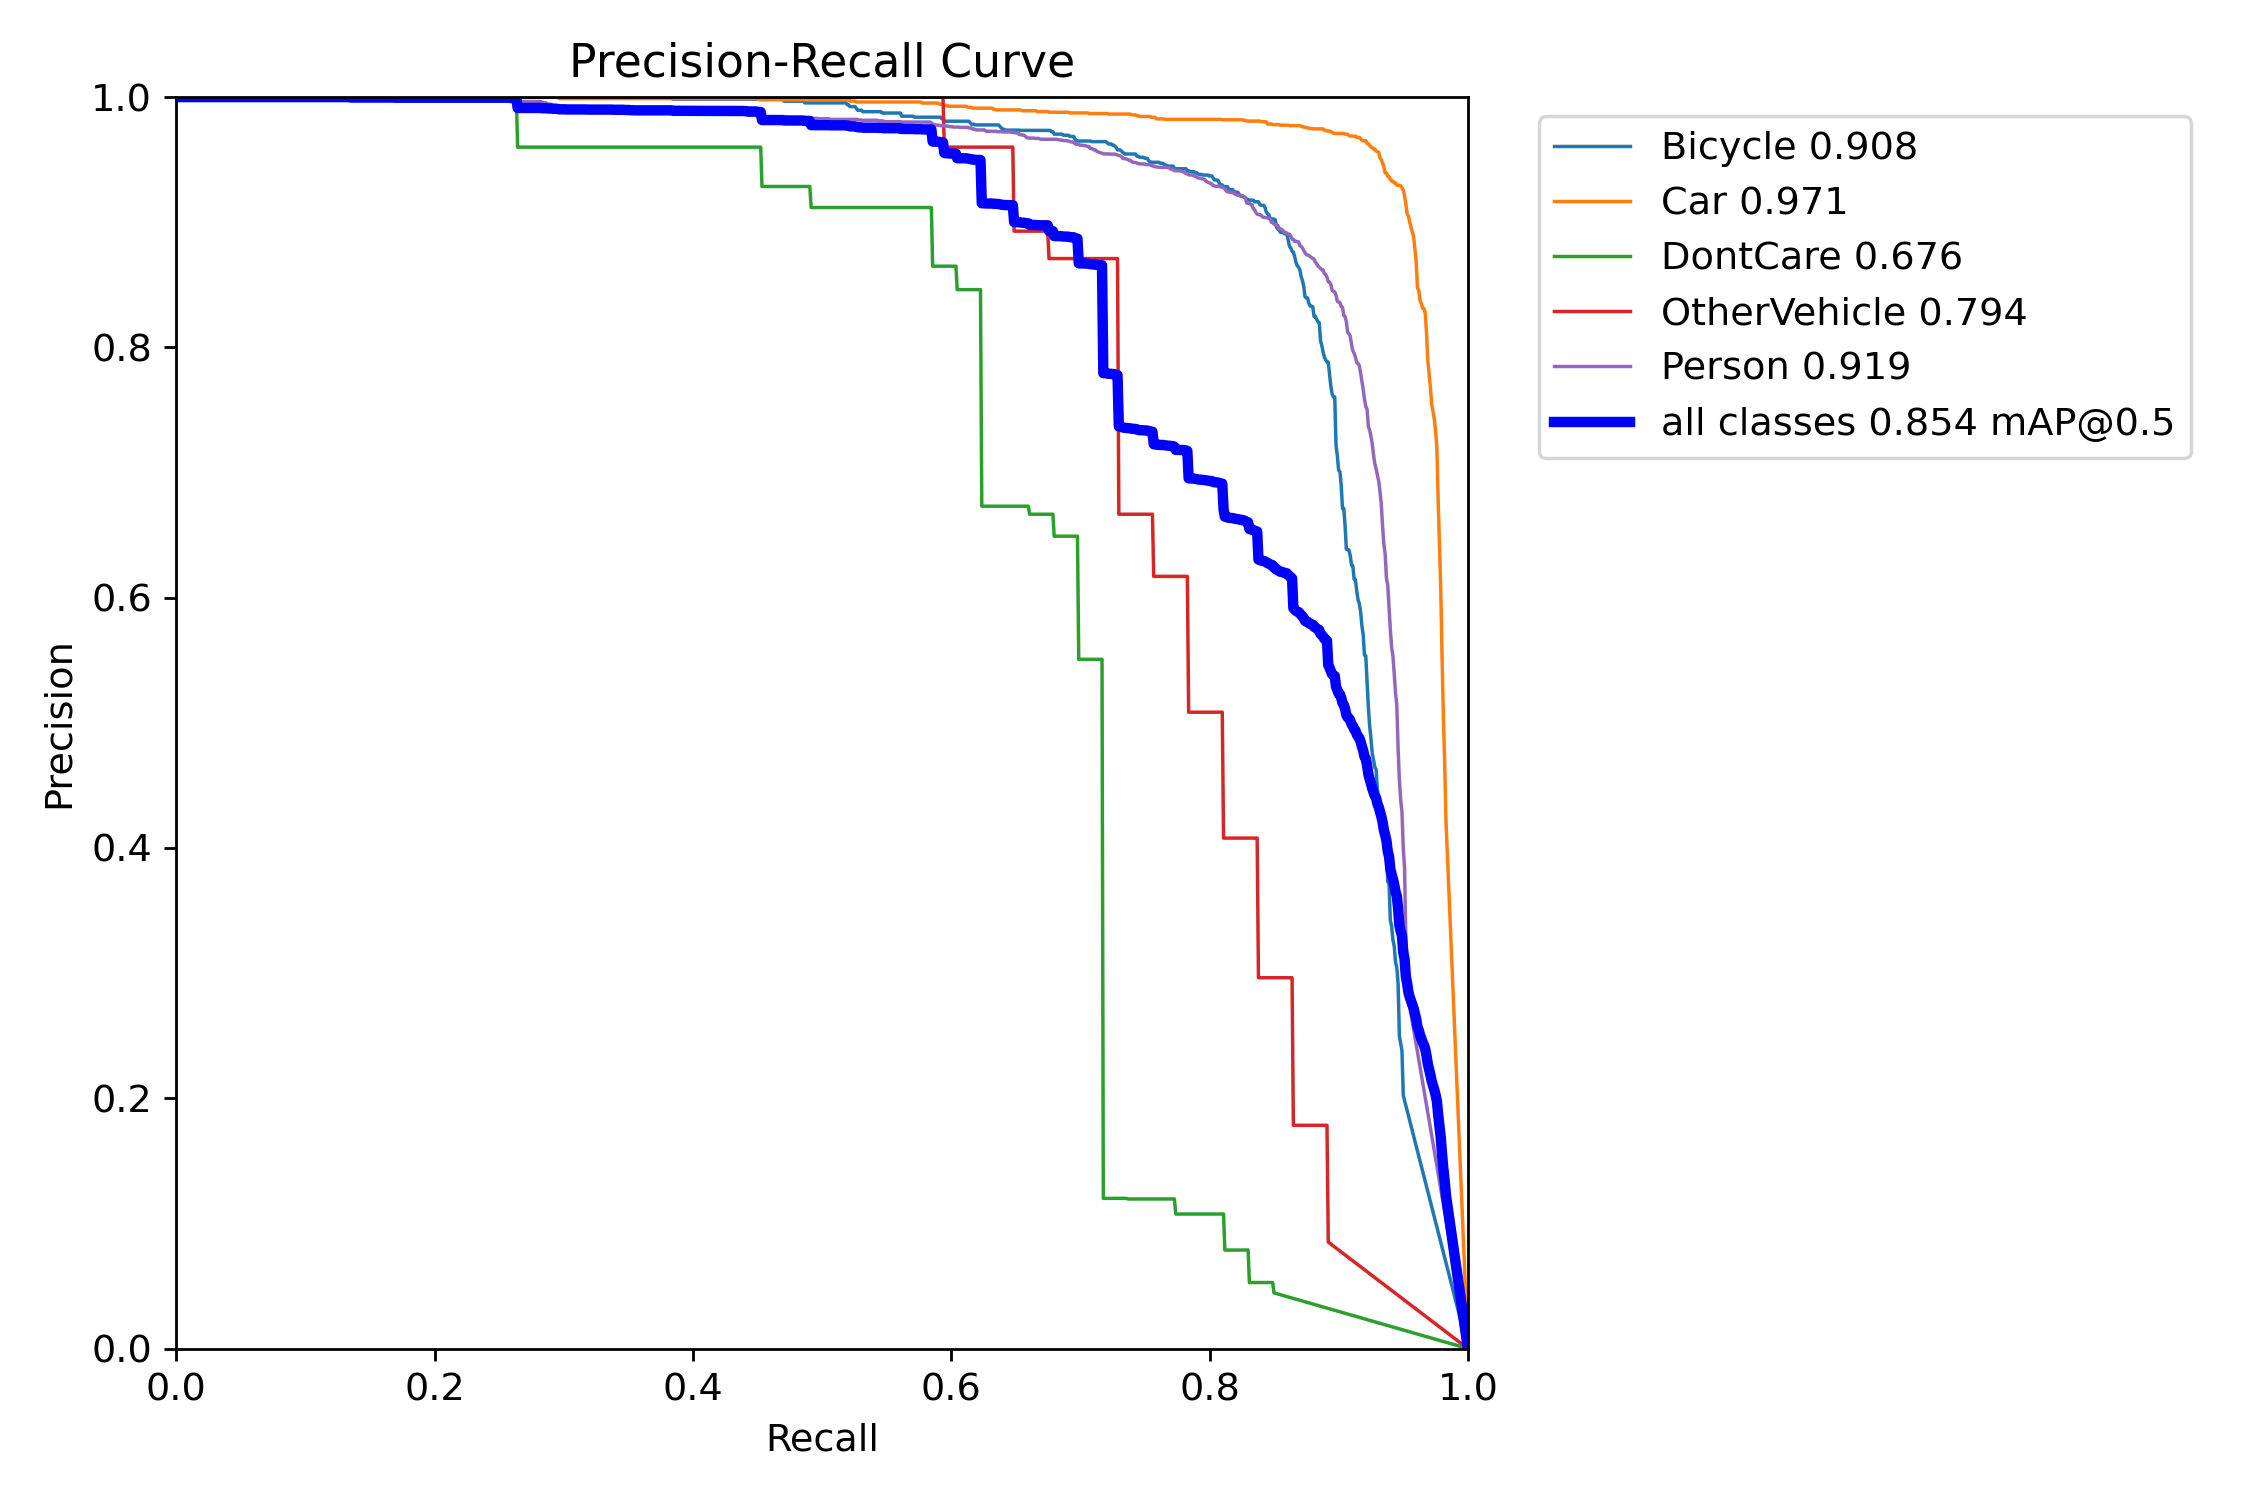 Precision-Recall Curve
1.0
0.8
0.6
0.4
0.2
0.0
Precision
0.0 0.2 0.4 0.6 0.8 1.0
Recall
Bicycle 0.908
Car 0.971
DontCare 0.676
OtherVehicle 0.794
Person 0.919
all classes 0.854 mAP@0.5